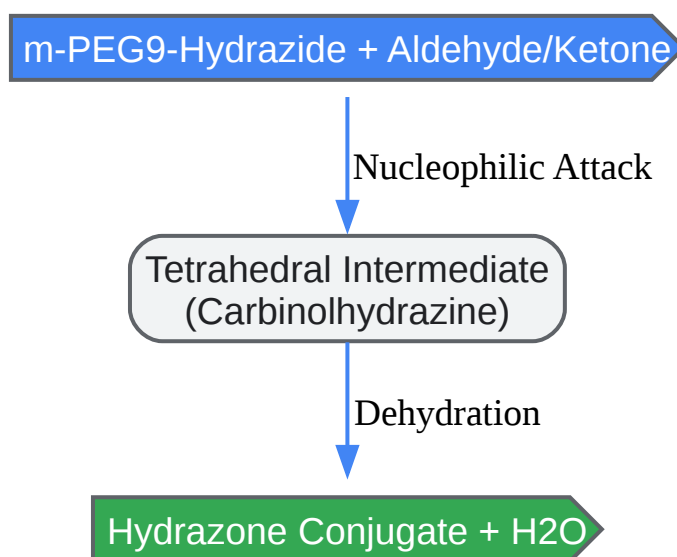 m-PEG9-Hydrazide + Aldehyde/Ketone
Nucleophilic Attack
Tetrahedral Intermediate
(Carbinolhydrazine)
Dehydration
Hydrazone Conjugate + H2O